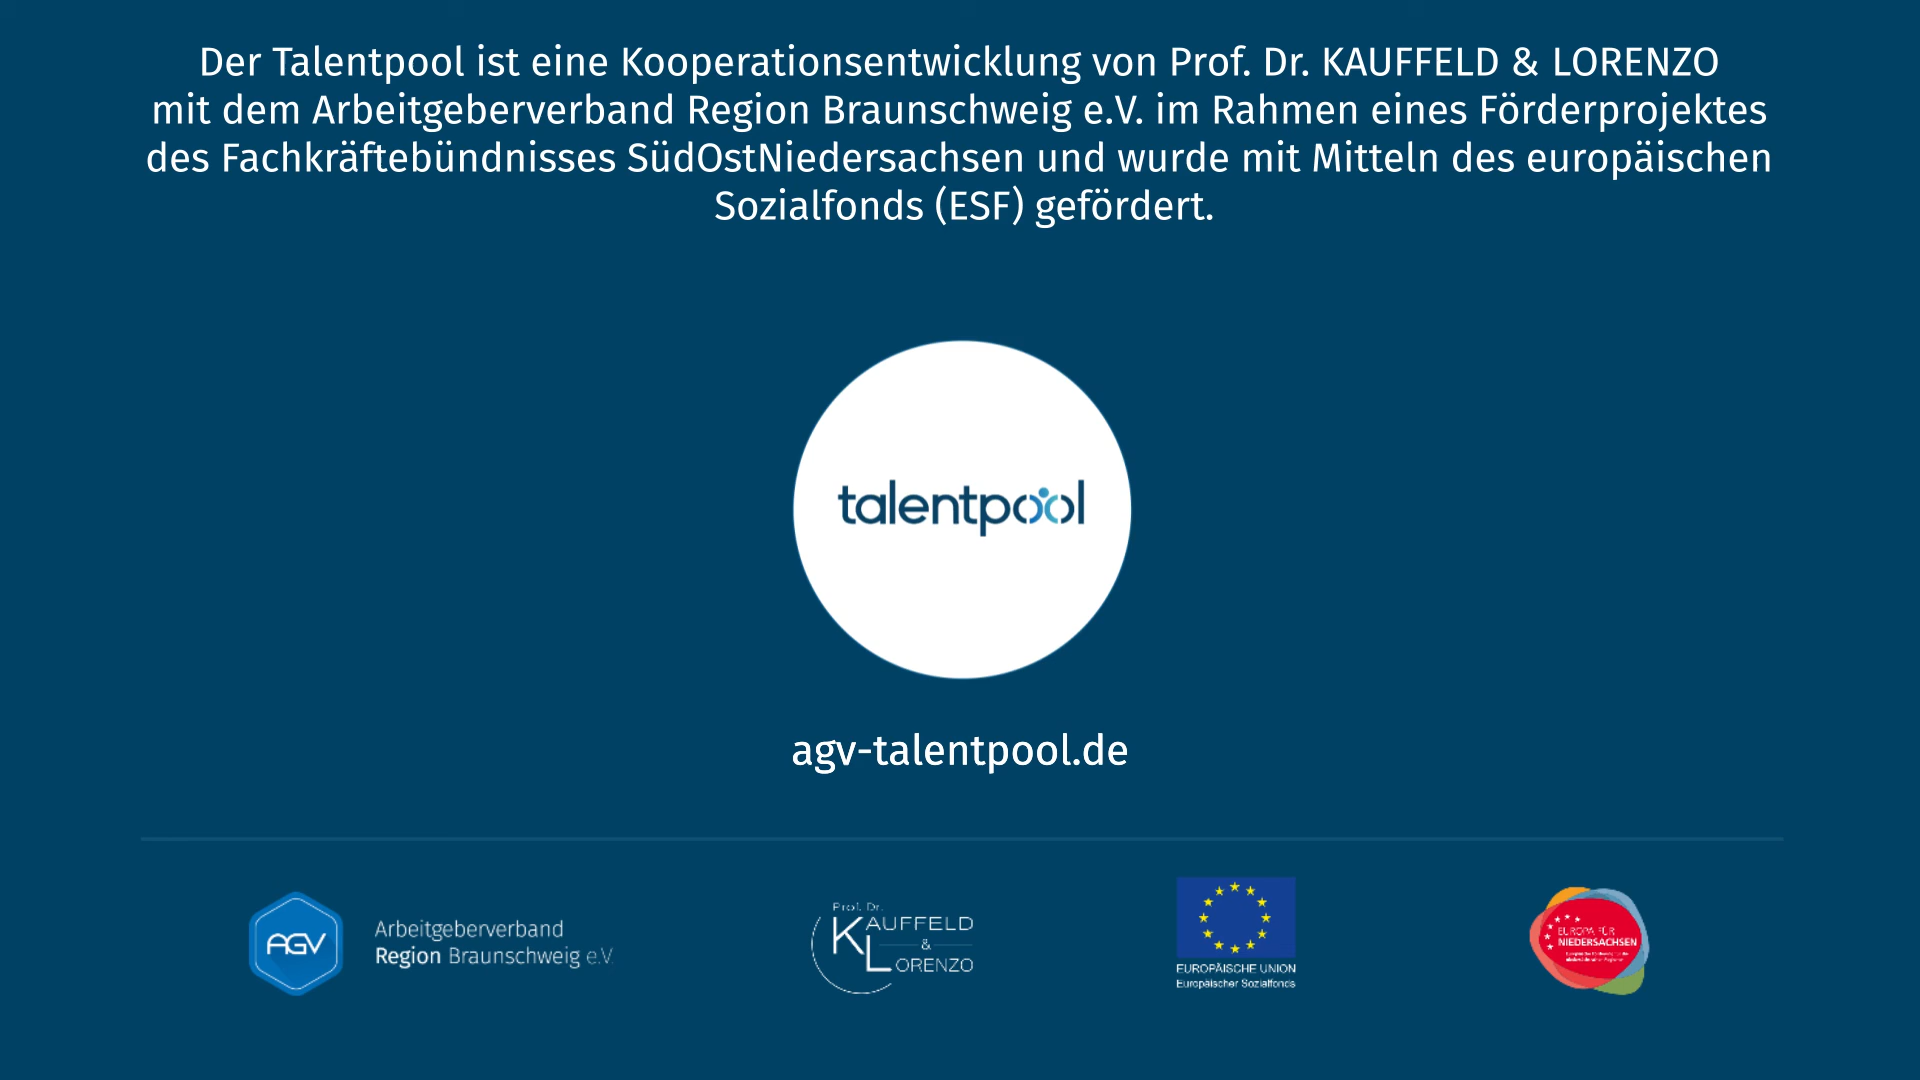 Der Talentpool ist eine Kooperationsentwicklung von Prof. Dr. KAUFFELD & LORENZO
mit dem Arbeitgeberverband Region Braunschweig e.V. im Rahmen eines Förderprojektes
des Fachkräftebündnisses SüdOstNiedersachsen und wurde mit Mitteln des europäischen
Sozialfonds (ESF) gefördert.
talentpool
agv-talentpool.de
AGV
Arbeitgeberverband
Region Braunschweig e.V.
Prof. Dr.
KAUFFELD
&
LORENZO
EUROPÄISCHE UNION
Europäischer Sozialfonds
EUROPA FÜR
NIEDERSACHSEN